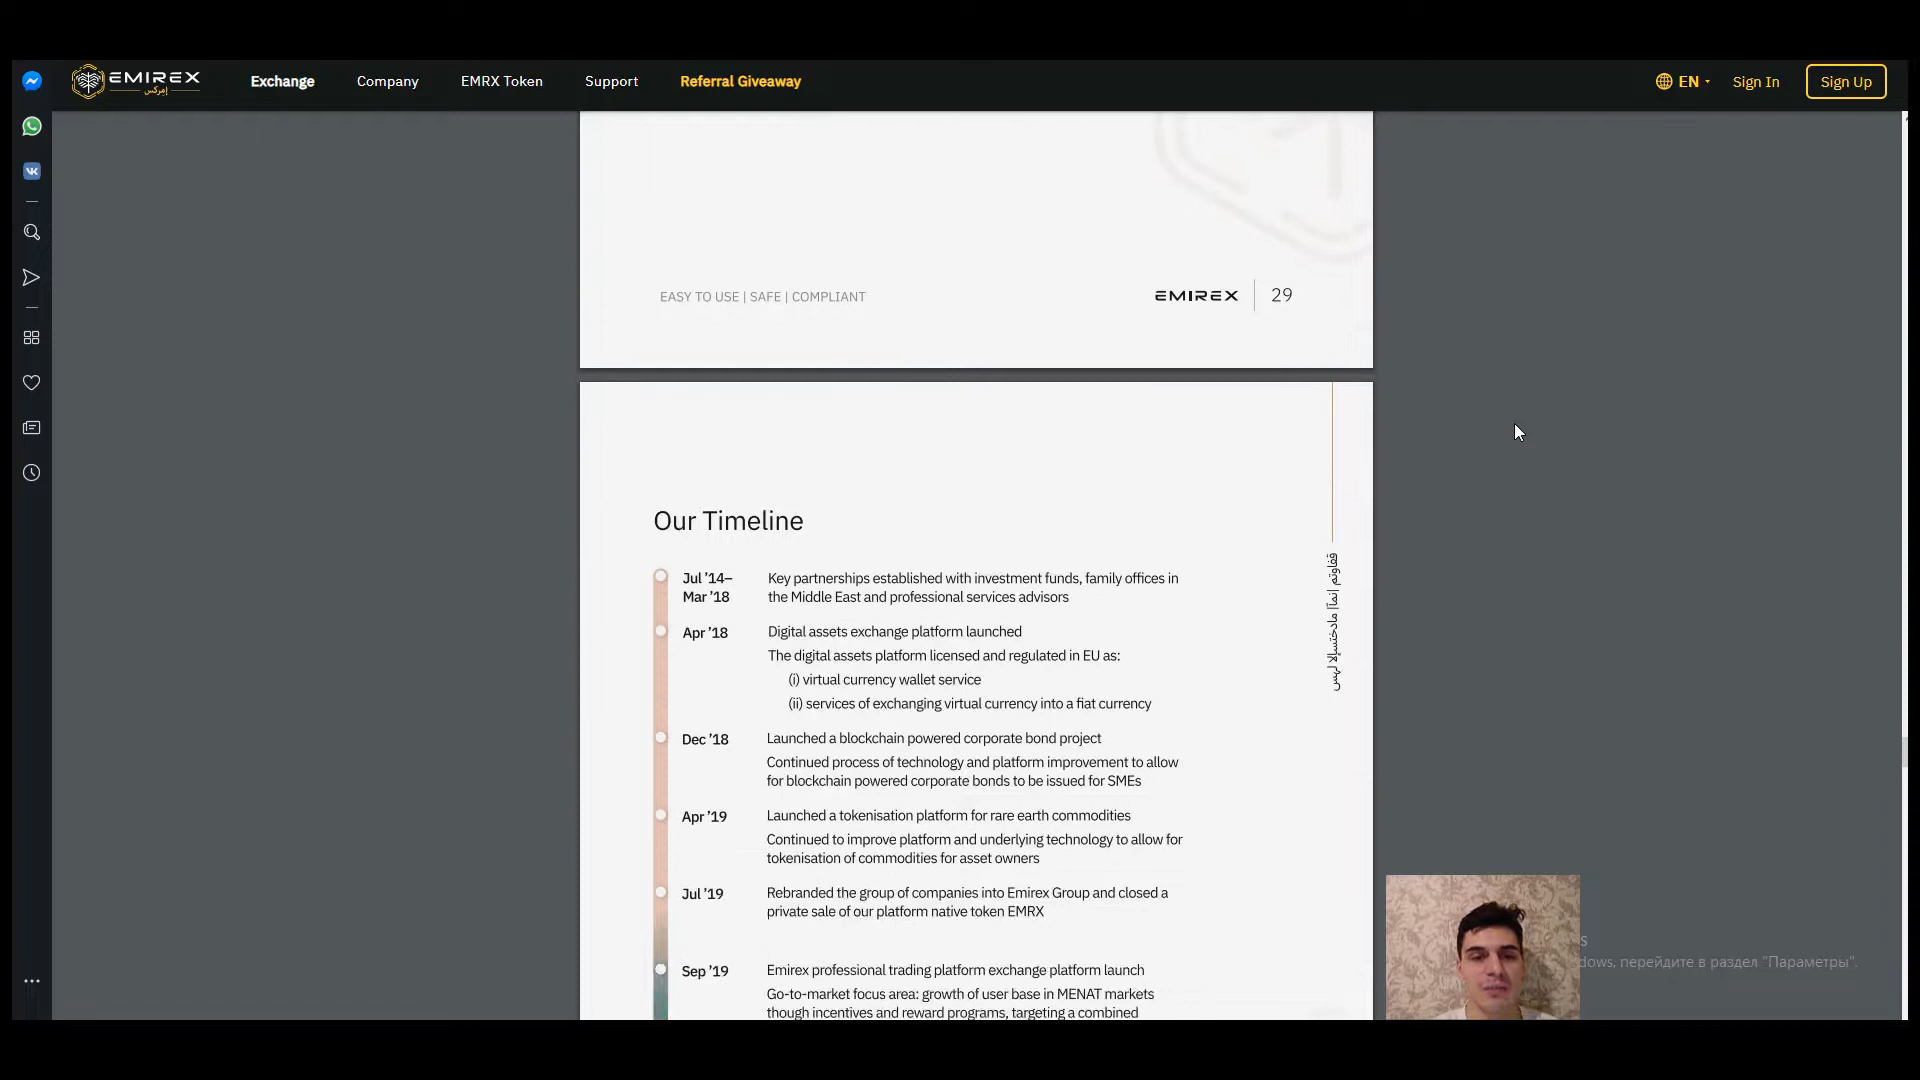 EMIREX
إمركس
Exchange
Company
EMRX Token
Support
Referral Giveaway
EN
Sign In
Sign Up
EASY TO USE | SAFE | COMPLIANT
EMIREX
29
Our Timeline
Jul ’14–
Mar ’18
Key partnerships established with investment funds, family offices in
the Middle East and professional services advisors
Apr ’18
Digital assets exchange platform launched
The digital assets platform licensed and regulated in EU as:
(i) virtual currency wallet service
(ii) services of exchanging virtual currency into a fiat currency
Dec ’18
Launched a blockchain powered corporate bond project
Continued process of technology and platform improvement to allow
for blockchain powered corporate bonds to be issued for SMEs
Apr ’19
Launched a tokenisation platform for rare earth commodities
Continued to improve platform and underlying technology to allow for
tokenisation of commodities for asset owners
Jul ’19
Rebranded the group of companies into Emirex Group and closed a
private sale of our platform native token EMRX
Sep ’19
Emirex professional trading platform exchange platform launch
Go-to-market focus area: growth of user base in MENAT markets
though incentives and reward programs, targeting a combined
s
dows, перейдите в раздел "Параметры".